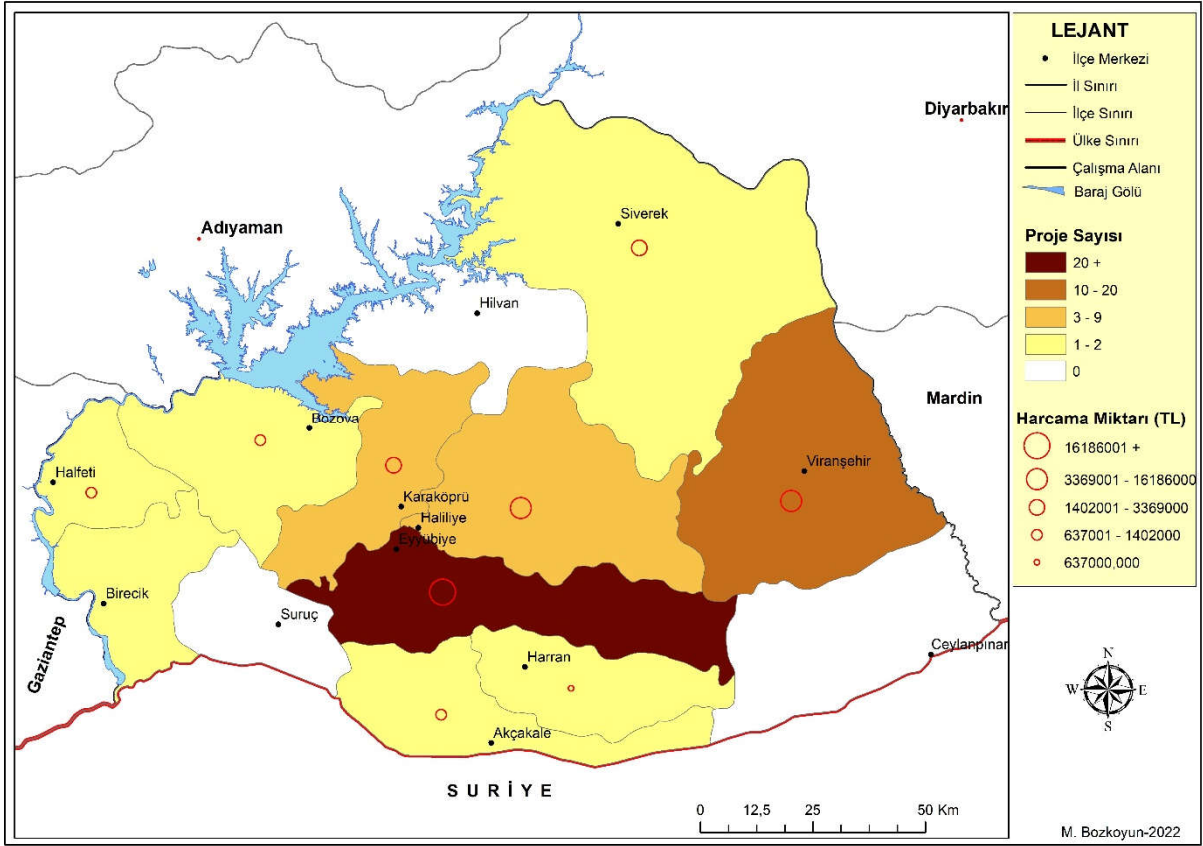 Diyarbakır
Adıyaman
Siverek
Hilvan
Mardin
Bozova
Viranşehir
Halfeti
Karaköprü
Haliliye
Eyyübiye
Birecik
Suruç
Gaziantep
Harran
Ceylanpınar
Akçakale
SURİYE
0 12,5 25 50 Km
LEJANT
İlçe Merkezi
İl Sınırı
İlçe Sınırı
Ülke Sınırı
Çalışma Alanı
Baraj Gölü
Proje Sayısı
20 +
10 - 20
3 - 9
1 - 2
0
Harcama Miktarı (TL)
16186001 +
3369001 - 16186000
1402001 - 3369000
637001 - 1402000
637000,000
N
W E
S
M. Bozkoyun-2022